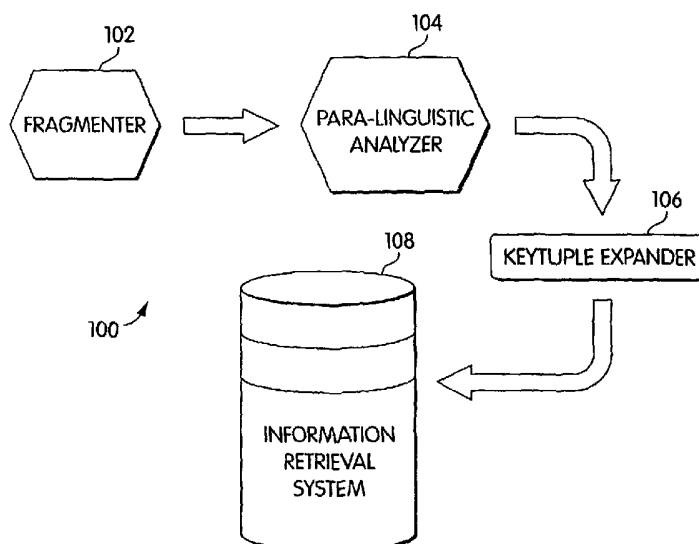 102
FRAGMENTER
104
PARA-LINGUISTIC
ANALYZER
106
KEYTUPLE EXPANDER
108
100
INFORMATION
RETRIEVAL
SYSTEM